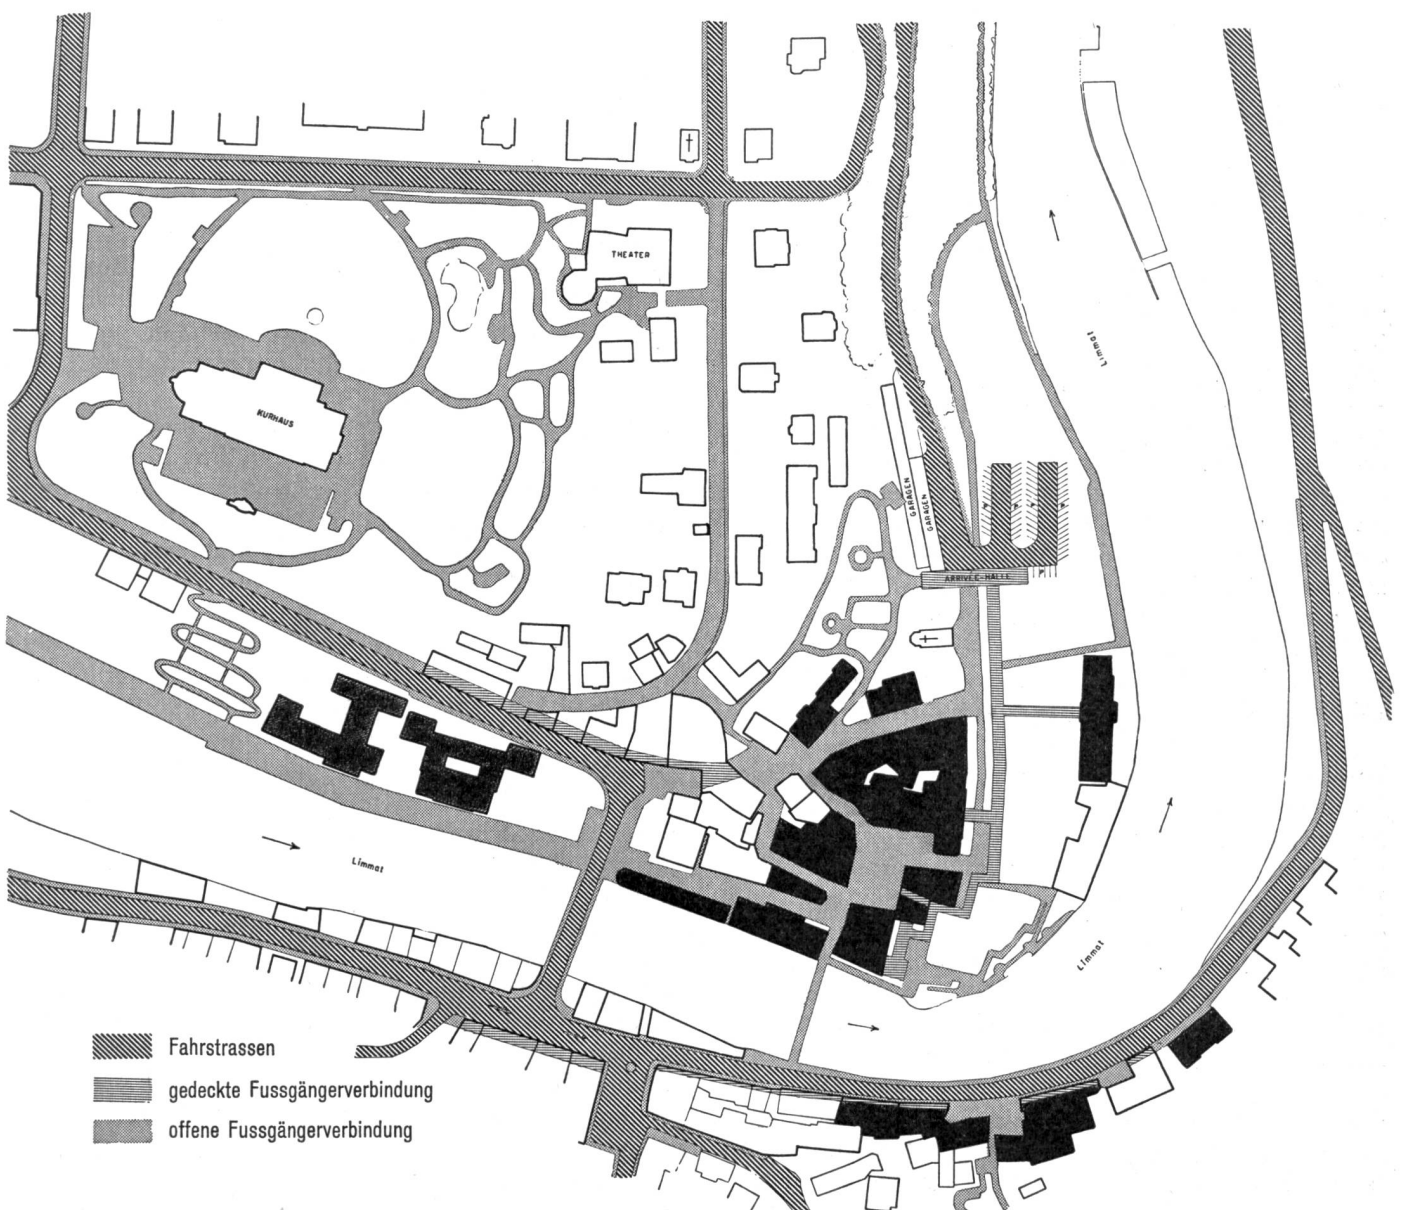 THEATER
Limmat
KURHAUS
GARAGEN
GARAGEN
ARRIVEE-HALLE
Limmat
Limmat
Fahrstrassen
gedeckte Fussgängerverbindung
offene Fussgängerverbindung